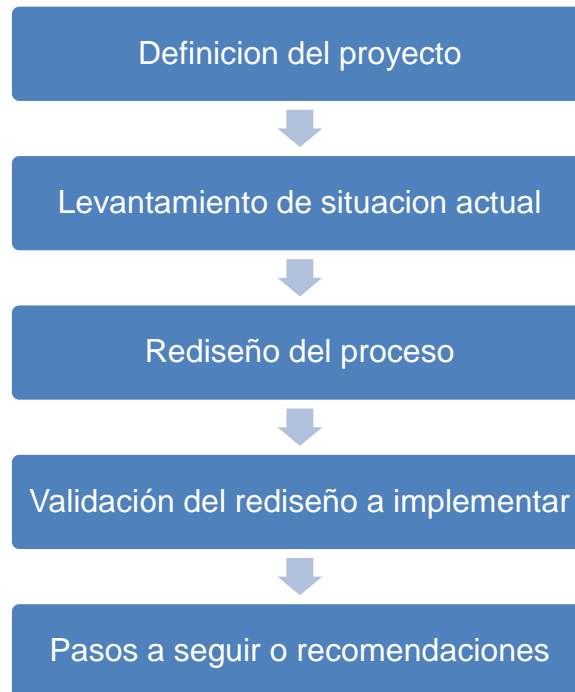 Definicion del proyecto
Levantamiento de situacion actual
Rediseño del proceso
Validación del rediseño a implementar
Pasos a seguir o recomendaciones